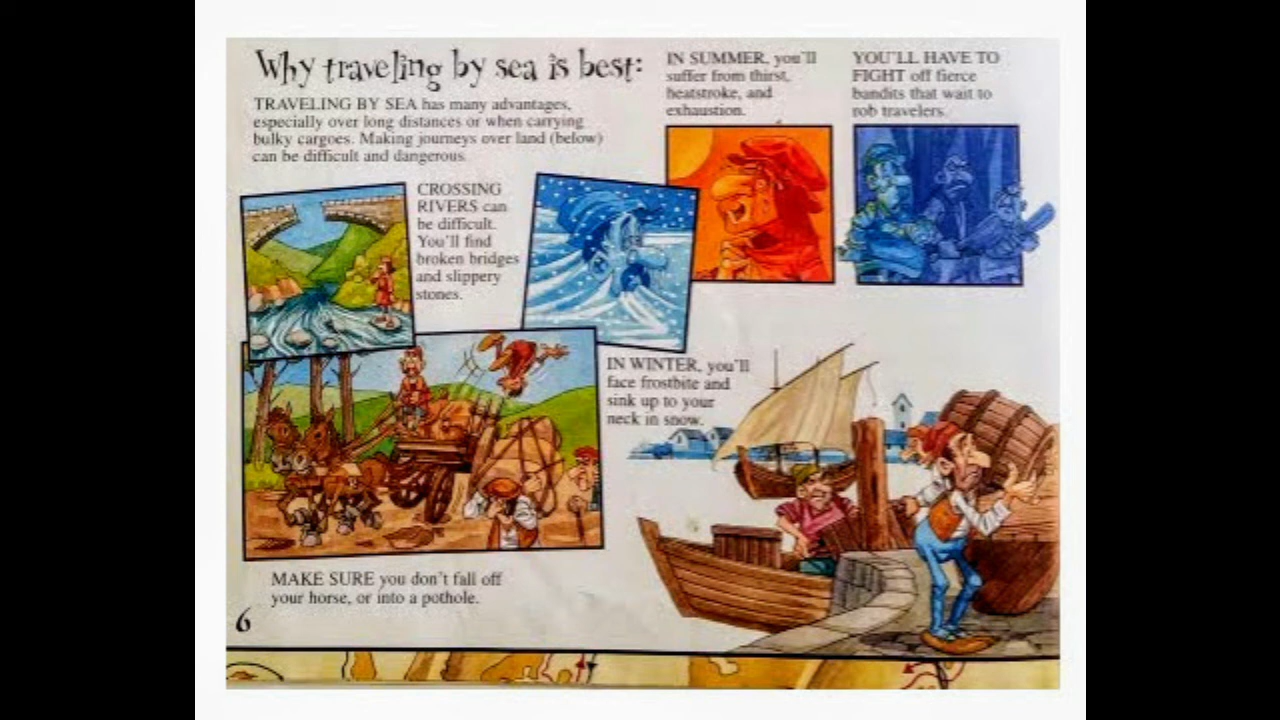 Why traveling by sea is best:
TRAVELING BY SEA has many advantages,
especially over long distances or when carrying
bulky cargoes. Making journeys over land (below)
can be difficult and dangerous.
CROSSING
RIVERS can
be difficult.
You'll find
broken bridges
and slippery
stones.
IN SUMMER, you'll
suffer from thirst,
heatstroke, and
exhaustion.
YOU'LL HAVE TO
FIGHT off fierce
bandits that wait to
rob travelers.
IN WINTER, you'll
face frostbite and
sink up to your
neck in snow.
MAKE SURE you don't fall off
your horse, or into a pothole.
6